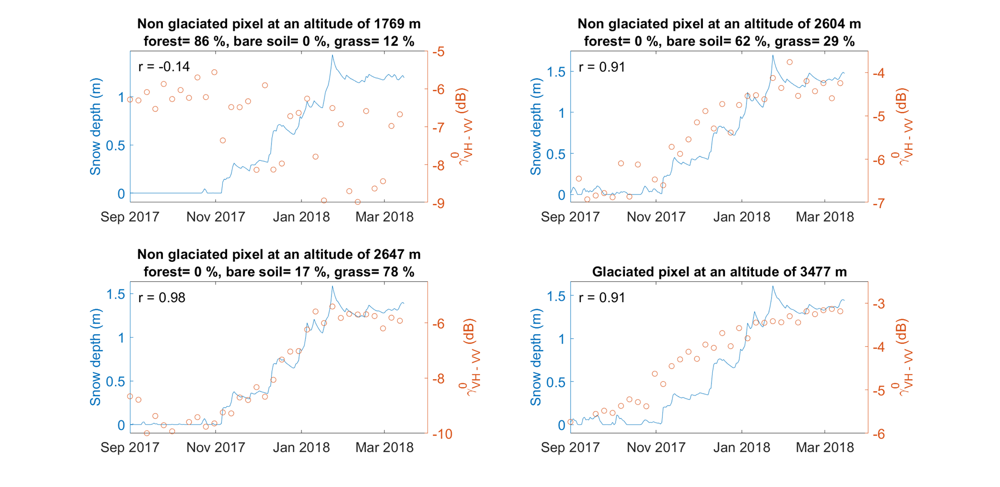 Non glaciated pixel at an altitude of 1769 m
forest= 86 %, bare soil= 0 %, grass= 12 %
r = -0.14
Snow depth (m)
1
0.5
0
-5
-6
-7
-8
-9
γ⁰VH - VV (dB)
Sep 2017 Nov 2017 Jan 2018 Mar 2018
Non glaciated pixel at an altitude of 2604 m
forest= 0 %, bare soil= 62 %, grass= 29 %
r = 0.91
Snow depth (m)
1.5
1
0.5
0
-4
-5
-6
-7
γ⁰VH - VV (dB)
Sep 2017 Nov 2017 Jan 2018 Mar 2018
Non glaciated pixel at an altitude of 2647 m
forest= 0 %, bare soil= 17 %, grass= 78 %
r = 0.98
Snow depth (m)
1.5
1
0.5
0
-6
-8
-10
γ⁰VH - VV (dB)
Sep 2017 Nov 2017 Jan 2018 Mar 2018
Glaciated pixel at an altitude of 3477 m
r = 0.91
Snow depth (m)
1.5
1
0.5
0
-3
-4
-5
-6
γ⁰VH - VV (dB)
Sep 2017 Nov 2017 Jan 2018 Mar 2018